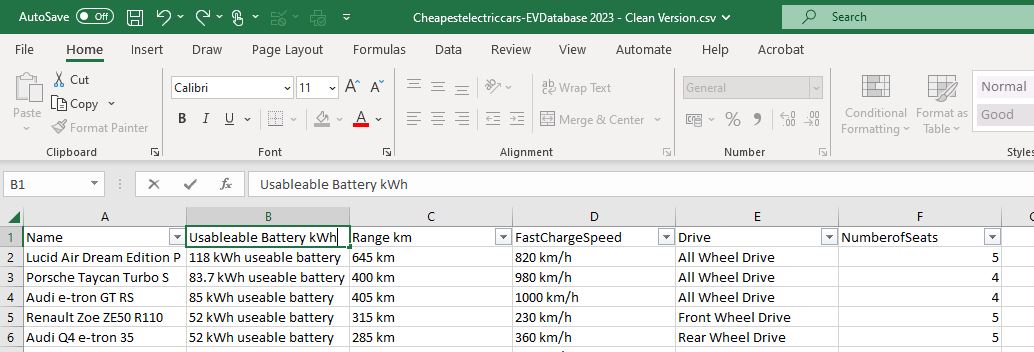 AutoSave Off Cheapestelectriccars-EVDatabase 2023 - Clean Version.csv Search
File Home Insert Draw Page Layout Formulas Data Review View Automate Help Acrobat
Paste
Cut
Copy
Format Painter
Clipboard
Calibri 11 A A
B I U A
Font
ab Wrap Text
Merge & Center
Alignment
General
$ % 9 .00 .0
Number
Conditional Formatting
Format as Table
Normal
Good
Styles
B1 fx Usableable Battery kWh
A B C D E F
1 Name Usableable Battery kWh Range km FastChargeSpeed Drive NumberofSeats
2 Lucid Air Dream Edition P 118 kWh useable battery 645 km 820 km/h All Wheel Drive 5
3 Porsche Taycan Turbo S 83.7 kWh useable battery 400 km 980 km/h All Wheel Drive 4
4 Audi e-tron GT RS 85 kWh useable battery 405 km 1000 km/h All Wheel Drive 4
5 Renault Zoe ZE50 R110 52 kWh useable battery 315 km 230 km/h Front Wheel Drive 5
6 Audi Q4 e-tron 35 52 kWh useable battery 285 km 360 km/h Rear Wheel Drive 5